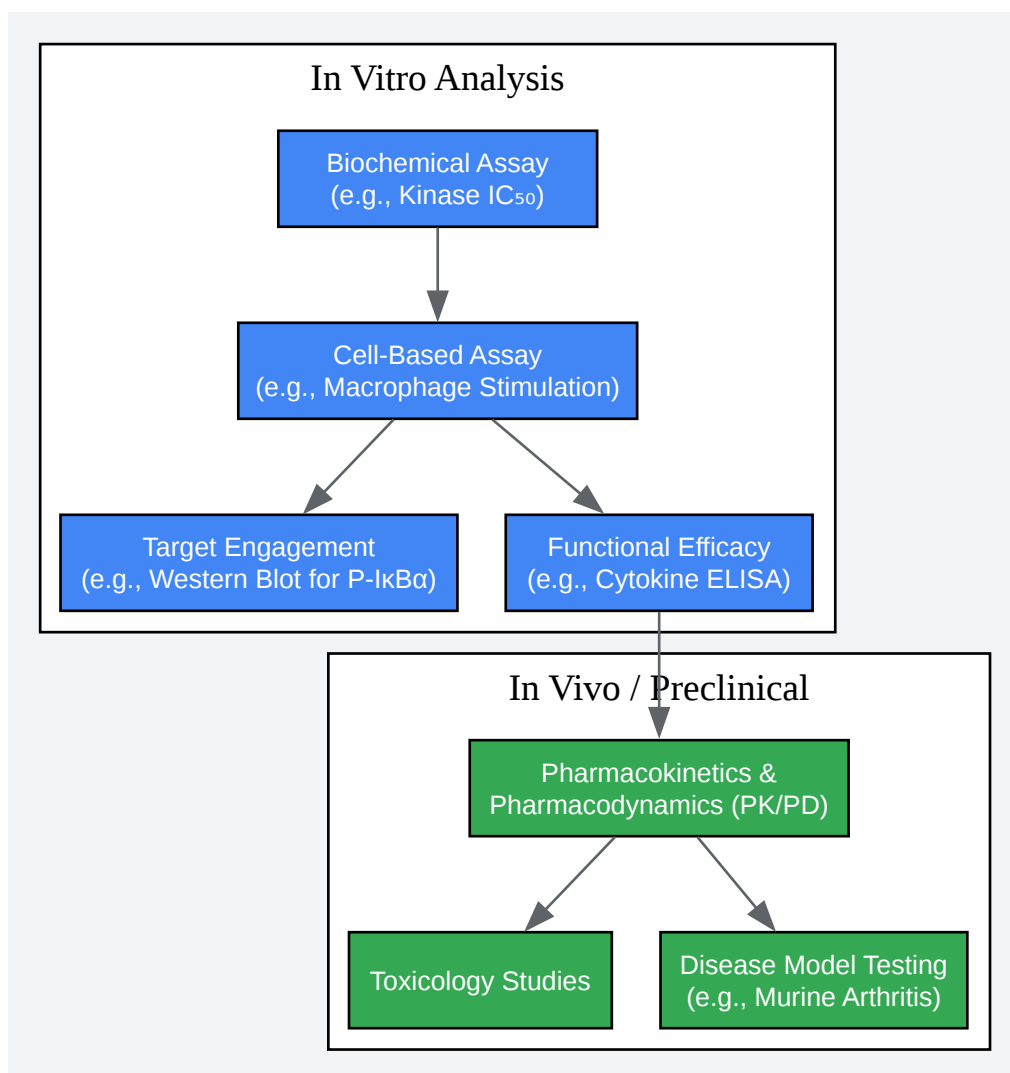 In Vitro Analysis
Biochemical Assay
(e.g., Kinase IC₅₀)
Cell-Based Assay
(e.g., Macrophage Stimulation)
Target Engagement
(e.g., Western Blot for P-IκBα)
Functional Efficacy
(e.g., Cytokine ELISA)
In Vivo / Preclinical
Pharmacokinetics &
Pharmacodynamics (PK/PD)
Toxicology Studies
Disease Model Testing
(e.g., Murine Arthritis)